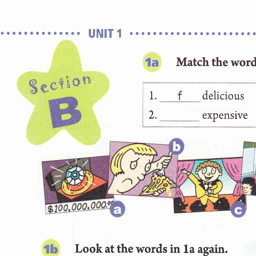 UNIT 1
Section
B
1a Match the word
1. f delicious
2. expensive
b
$100,000,000
a
c
1b Look at the words in 1a again.